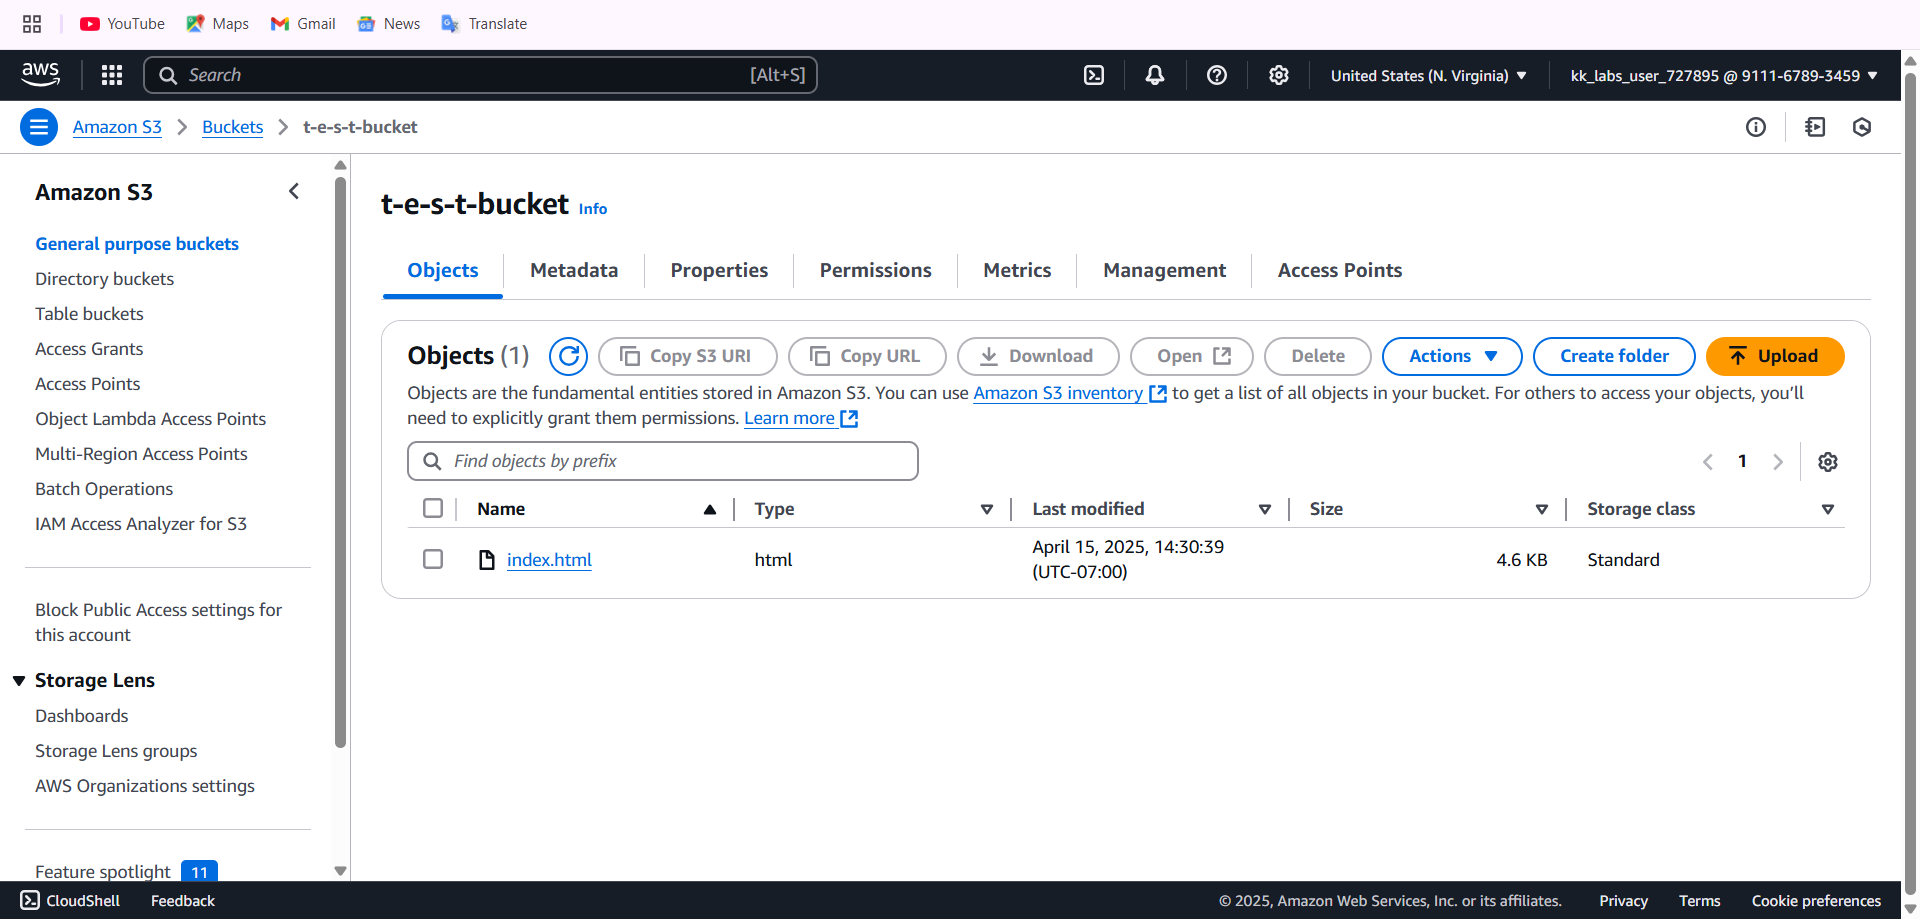 YouTube Maps Gmail News Translate
aws Search [Alt+S] United States (N. Virginia) kk_labs_user_727895 @ 9111-6789-3459
Amazon S3 Buckets t-e-s-t-bucket
Amazon S3
General purpose buckets
Directory buckets
Table buckets
Access Grants
Access Points
Object Lambda Access Points
Multi-Region Access Points
Batch Operations
IAM Access Analyzer for S3
Block Public Access settings for
this account
Storage Lens
Dashboards
Storage Lens groups
AWS Organizations settings
Feature spotlight 11
t-e-s-t-bucket Info
Objects Metadata Properties Permissions Metrics Management Access Points
Objects (1) Copy S3 URI Copy URL Download Open Delete Actions Create folder Upload
Objects are the fundamental entities stored in Amazon S3. You can use Amazon S3 inventory to get a list of all objects in your bucket. For others to access your objects, you’ll
need to explicitly grant them permissions. Learn more
Find objects by prefix 1
Name Type Last modified Size Storage class
index.html html April 15, 2025, 14:30:39 4.6 KB Standard
(UTC-07:00)
CloudShell Feedback © 2025, Amazon Web Services, Inc. or its affiliates. Privacy Terms Cookie preferences